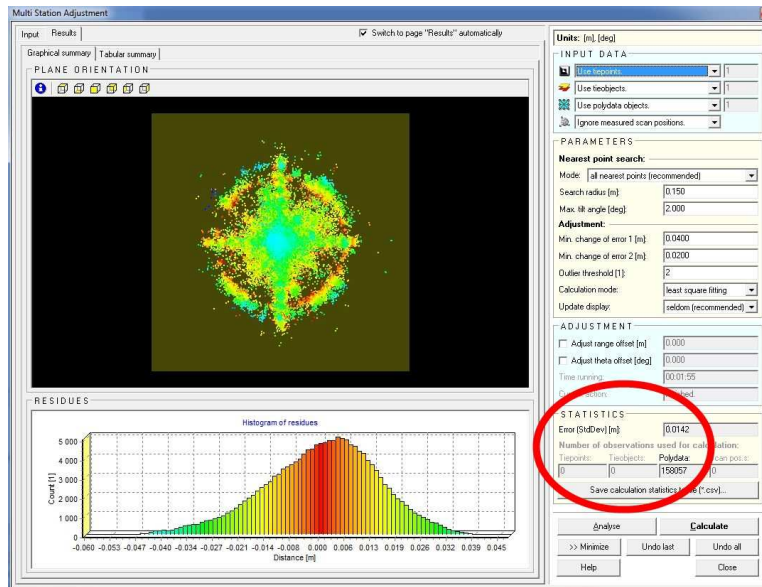 Multi Station Adjustment
Input Results Switch to page "Results" automatically
Graphical summary Tabular summary
PLANE ORIENTATION
RESIDUES
Histogram of residues
Count [1]
5 000
4 000
3 000
2 000
1 000
0
-0.060 -0.053 -0.047 -0.040 -0.034 -0.027 -0.021 -0.014 -0.008 0.000 0.006 0.013 0.019 0.026 0.032 0.039 0.045
Distance [m]
Units: [m], [deg]
INPUT DATA
Use tiepoints. 1
Use tieobjects. 1
Use polydata objects. 1
Ignore measured scan positions.
PARAMETERS
Nearest point search:
Mode: all nearest points (recommended)
Search radius [m]: 0.150
Max. tilt angle [deg]: 2.000
Adjustment:
Min. change of error 1 [m]: 0.0400
Min. change of error 2 [m]: 0.0200
Outlier threshold [1]: 2
Calculation mode: least square fitting
Update display: seldom (recommended)
ADJUSTMENT
Adjust range offset [m] 0.000
Adjust theta offset [deg] 0.000
Time running: 00:01:55
STATISTICS
Error (StdDev) [m]: 0.0142
Number of observations used for calculation:
Tiepoints: Tieobjects: Polydata: pos.s:
0 0 158057 0
Save calculation statistics (*.csv)...
Analyse Calculate
>> Minimize Undo last Undo all
Help Close